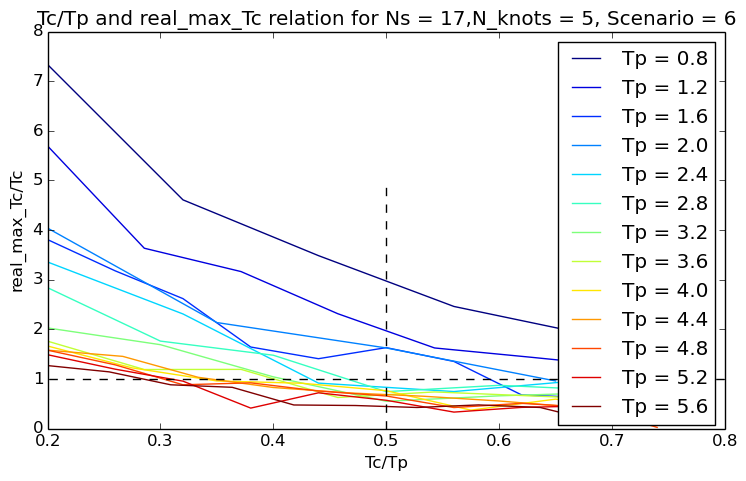 Tc/Tp and real_max_Tc relation for Ns = 17,N_knots = 5, Scenario = 6
8
7
6
5
4
3
2
1
0
real_max_Tc/Tc
0.2 0.3 0.4 0.5 0.6 0.7 0.8
Tc/Tp
Tp = 0.8
Tp = 1.2
Tp = 1.6
Tp = 2.0
Tp = 2.4
Tp = 2.8
Tp = 3.2
Tp = 3.6
Tp = 4.0
Tp = 4.4
Tp = 4.8
Tp = 5.2
Tp = 5.6